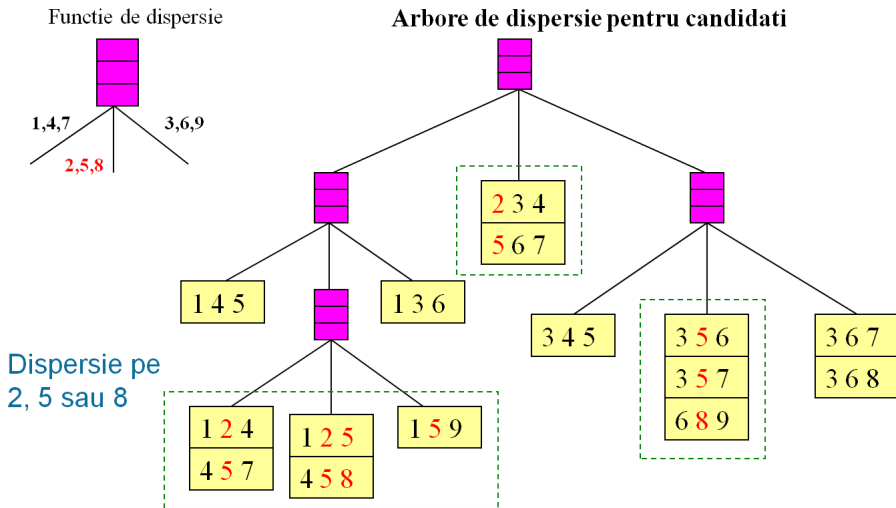 Functie de dispersie
Arbore de dispersie pentru candidati
1,4,7
3,6,9
2,5,8
2 3 4
5 6 7
1 4 5
1 3 6
3 4 5
3 5 6
3 5 7
6 8 9
3 6 7
3 6 8
Dispersie pe
2, 5 sau 8
1 2 4
4 5 7
1 2 5
4 5 8
1 5 9